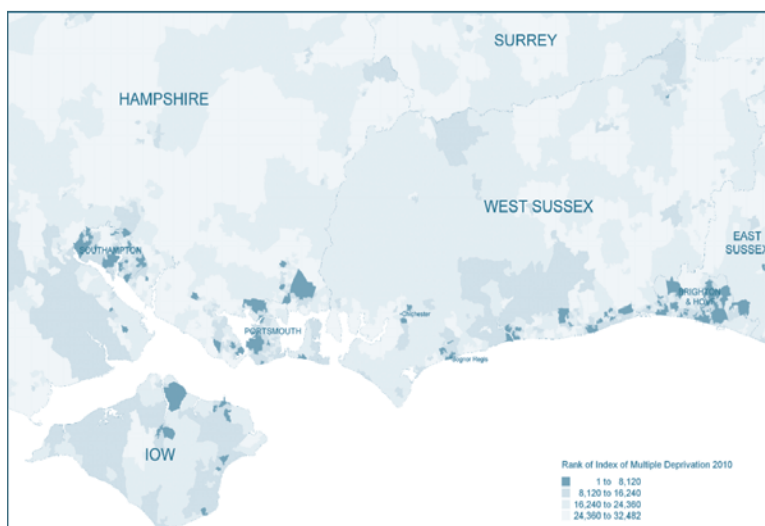 SURREY
HAMPSHIRE
WEST SUSSEX
EAST
SUSSEX
SOUTHAMPTON
BRIGHTON
& HOVE
Chichester
PORTSMOUTH
Bognor Regis
IOW
Rank of Index of Multiple Deprivation 2010
1 to 8,120
8,120 to 16,240
16,240 to 24,360
24,360 to 32,482